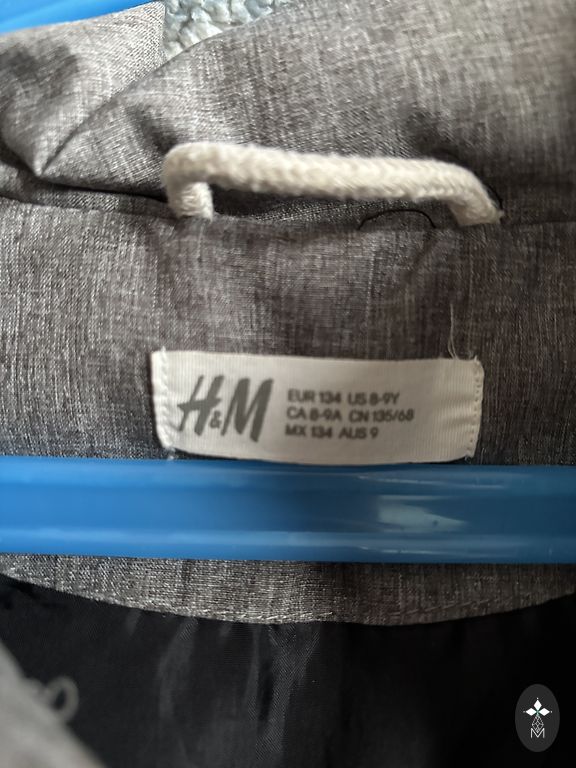 H&M
EUR 134 US 8-9Y
CA 8-9A CN 135/68
MX 134 AUS 9